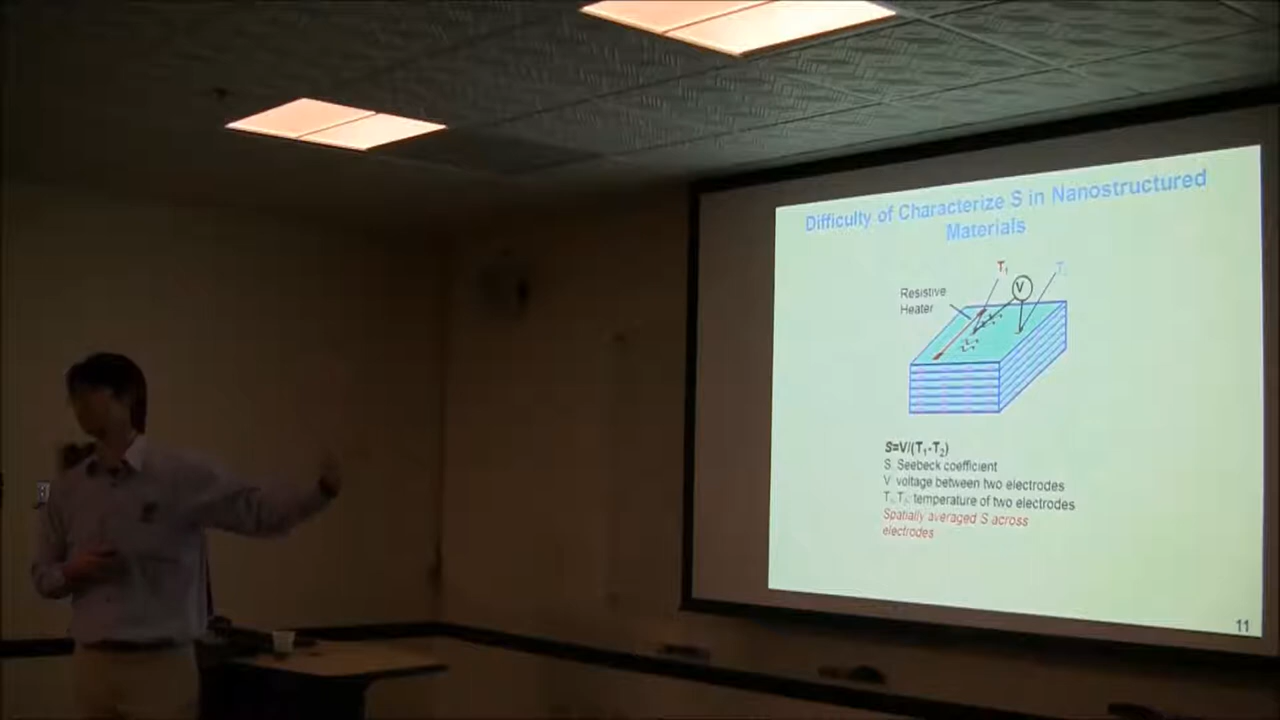 Difficulty of Characterize S in Nanostructured
Materials
T1
T
V
Resistive
Heater
S=V/(T1-T2)
S: Seebeck coefficient
V: voltage between two electrodes
T1, T2: temperature of two electrodes
Spatially averaged S across
electrodes
11